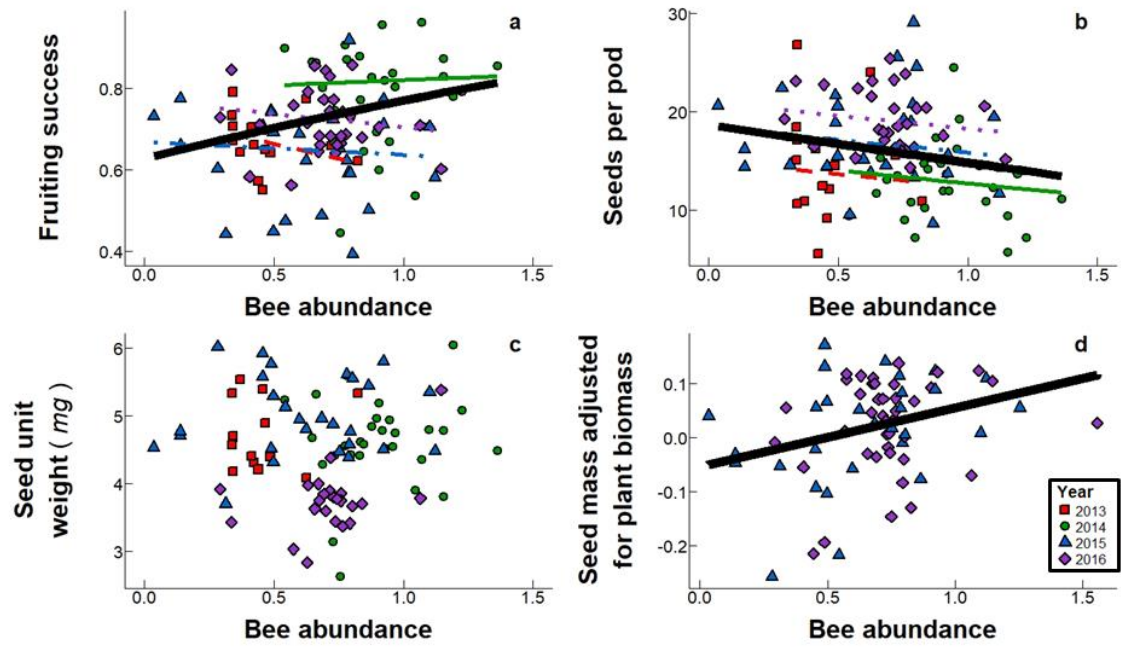 a
Fruiting success
0.8
0.6
0.4
0.0 0.5 1.0 1.5
Bee abundance
b
Seeds per pod
30
20
10
0.0 0.5 1.0 1.5
Bee abundance
c
Seed unit
weight ( mg )
6
5
4
3
0.0 0.5 1.0 1.5
Bee abundance
d
Seed mass adjusted
for plant biomass
0.1
0.0
-0.1
-0.2
0.0 0.5 1.0 1.5
Bee abundance
Year
2013
2014
2015
2016